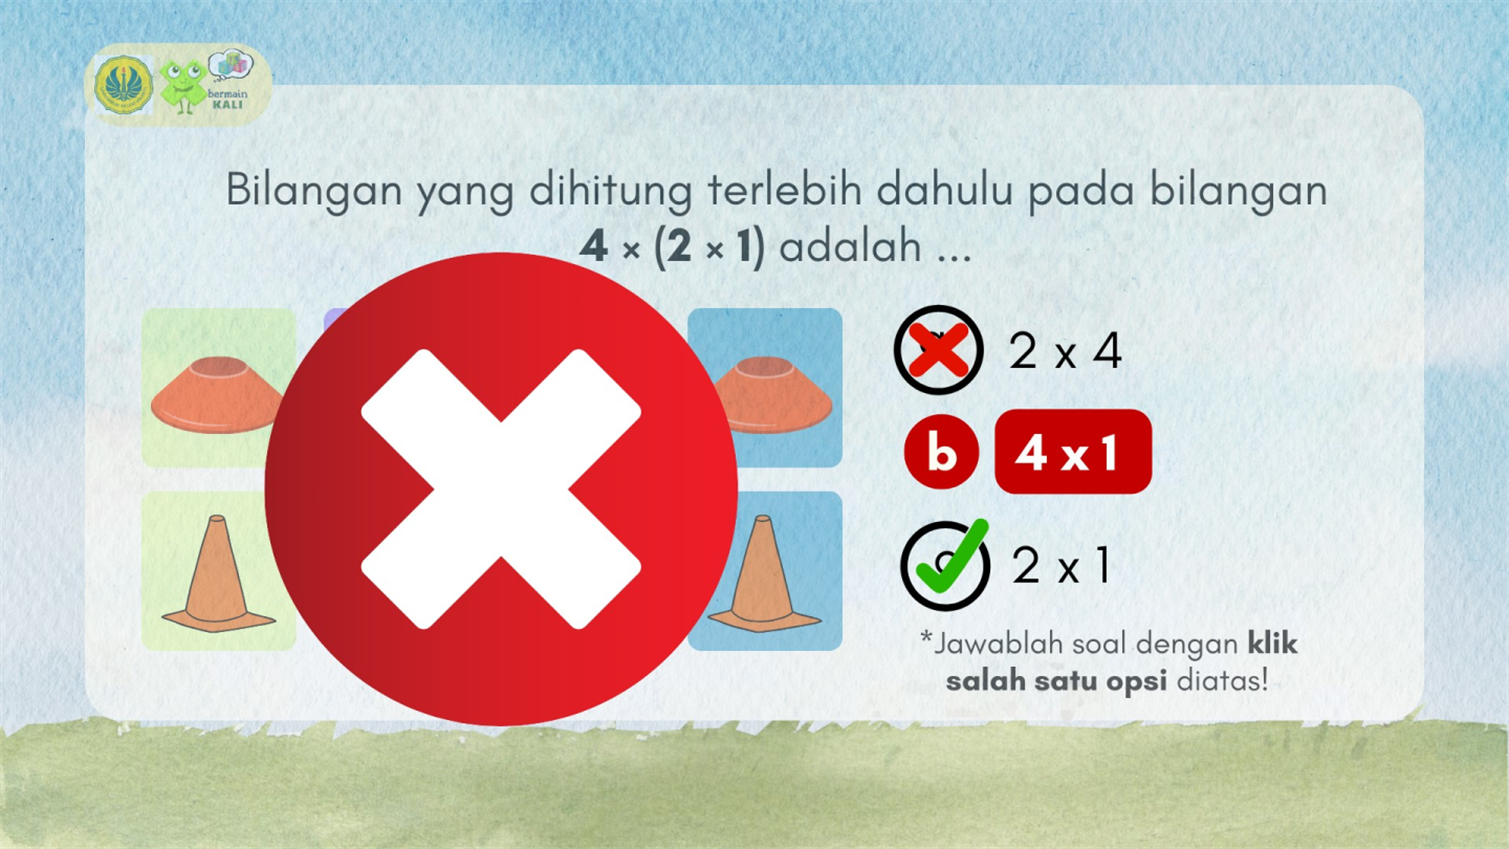 bermain
KALI
Bilangan yang dihitung terlebih dahulu pada bilangan
4 × (2 × 1) adalah ...
2 x 4
b 4 x 1
2 x 1
*Jawablah soal dengan klik
salah satu opsi diatas!